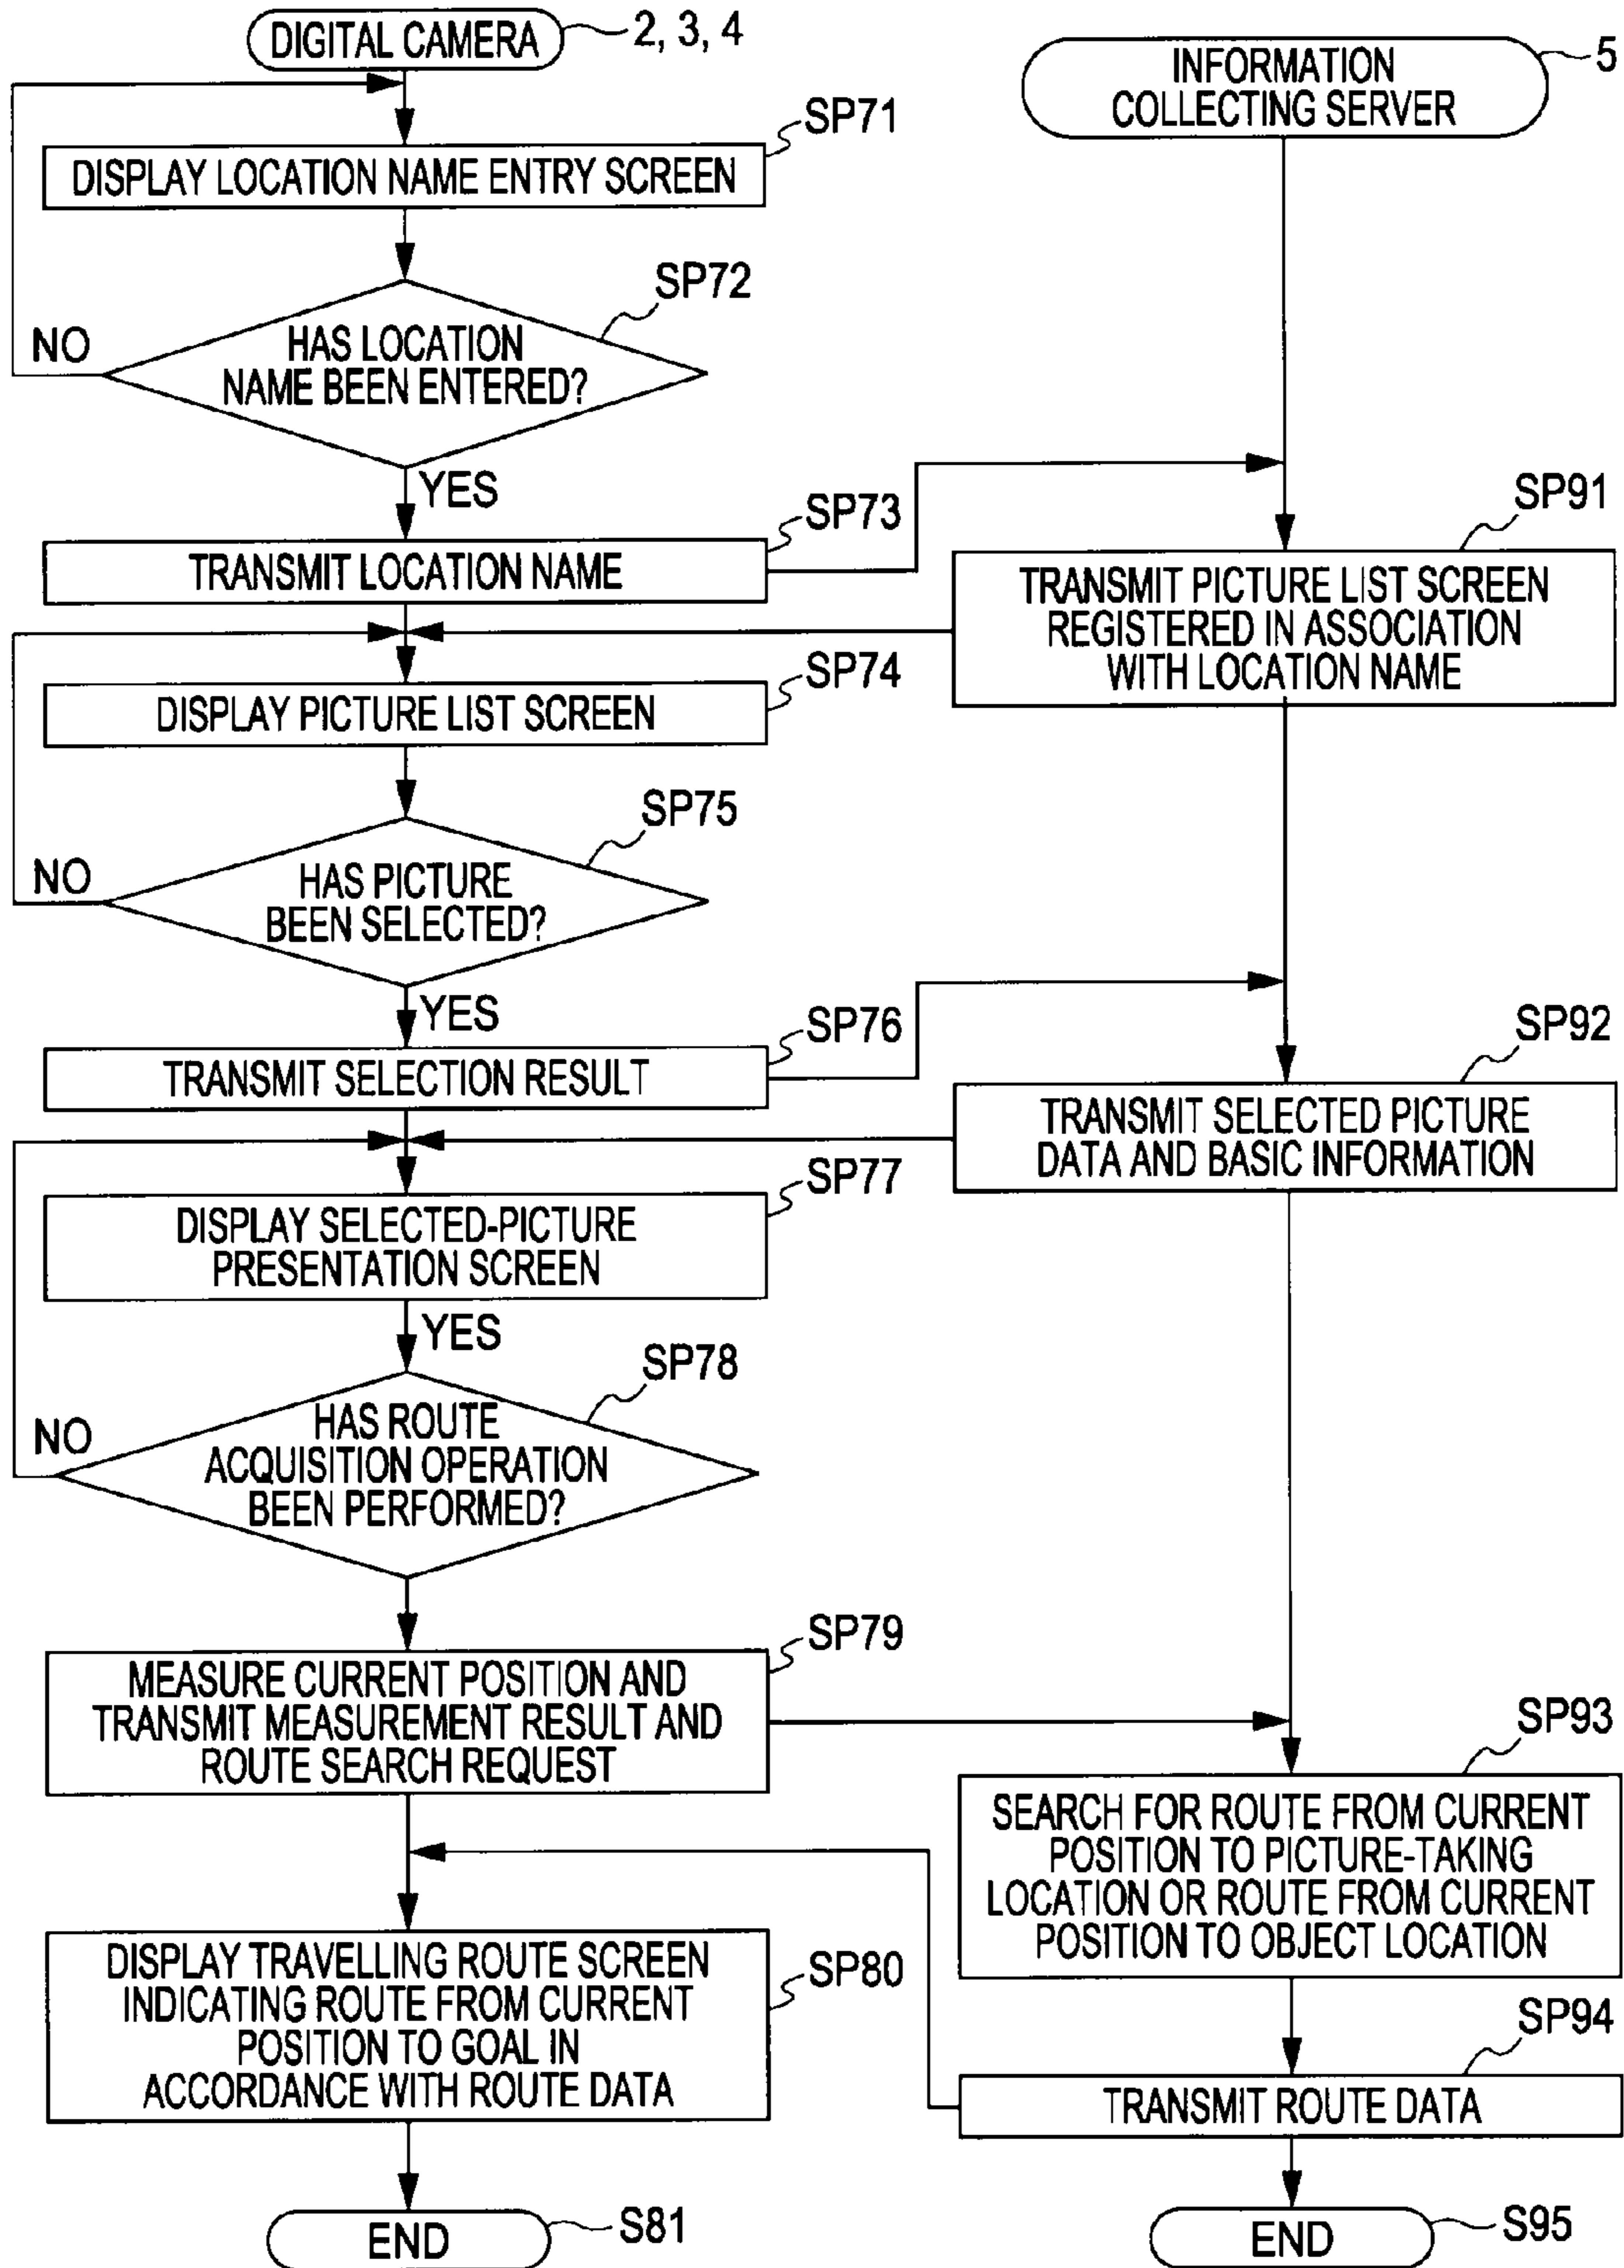 DIGITAL CAMERA
2, 3, 4
INFORMATION
COLLECTING SERVER
5
SP71
DISPLAY LOCATION NAME ENTRY SCREEN
SP72
HAS LOCATION
NAME BEEN ENTERED?
NO
YES
SP73
TRANSMIT LOCATION NAME
SP91
TRANSMIT PICTURE LIST SCREEN
REGISTERED IN ASSOCIATION
WITH LOCATION NAME
SP74
DISPLAY PICTURE LIST SCREEN
SP75
HAS PICTURE
BEEN SELECTED?
NO
YES
SP76
TRANSMIT SELECTION RESULT
SP92
TRANSMIT SELECTED PICTURE
DATA AND BASIC INFORMATION
SP77
DISPLAY SELECTED-PICTURE
PRESENTATION SCREEN
YES
SP78
HAS ROUTE
ACQUISITION OPERATION
BEEN PERFORMED?
NO
SP79
MEASURE CURRENT POSITION AND
TRANSMIT MEASUREMENT RESULT AND
ROUTE SEARCH REQUEST
SP93
SEARCH FOR ROUTE FROM CURRENT
POSITION TO PICTURE-TAKING
LOCATION OR ROUTE FROM CURRENT
POSITION TO OBJECT LOCATION
SP80
DISPLAY TRAVELLING ROUTE SCREEN
INDICATING ROUTE FROM CURRENT
POSITION TO GOAL IN
ACCORDANCE WITH ROUTE DATA
SP94
TRANSMIT ROUTE DATA
END
S81
END
S95